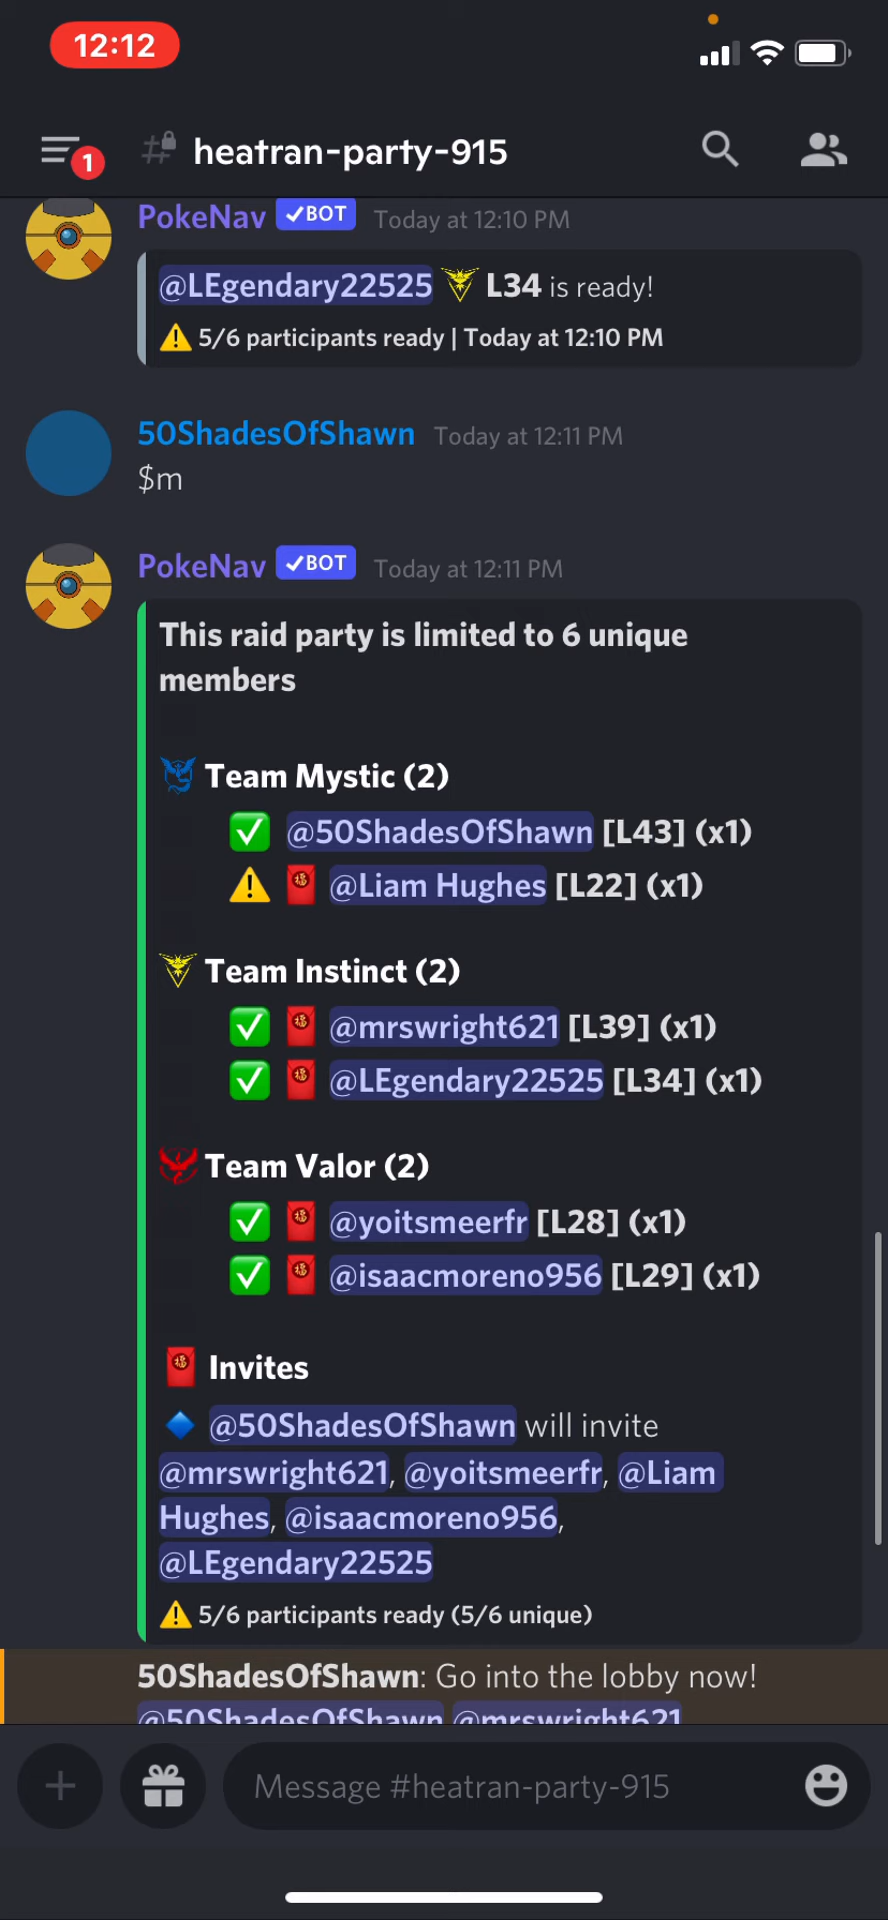 12:12
1
heatran-party-915
PokeNav ✔BOT Today at 12:10 PM
@LEgendary22525 L34 is ready!
⚠️ 5/6 participants ready | Today at 12:10 PM
50ShadesOfShawn Today at 12:11 PM
$m
PokeNav ✔BOT Today at 12:11 PM
This raid party is limited to 6 unique
members
Team Mystic (2)
✅ @50ShadesOfShawn [L43] (x1)
⚠️ 🧧 @Liam Hughes [L22] (x1)
Team Instinct (2)
✅ 🧧 @mrswright621 [L39] (x1)
✅ 🧧 @LEgendary22525 [L34] (x1)
Team Valor (2)
✅ 🧧 @yoitsmeerfr [L28] (x1)
✅ 🧧 @isaacmoreno956 [L29] (x1)
🧧 Invites
🔷 @50ShadesOfShawn will invite
@mrswright621, @yoitsmeerfr, @Liam
Hughes, @isaacmoreno956,
@LEgendary22525
⚠️ 5/6 participants ready (5/6 unique)
50ShadesOfShawn: Go into the lobby now!
@50ShadesOfShawn @mrswright621
Message #heatran-party-915